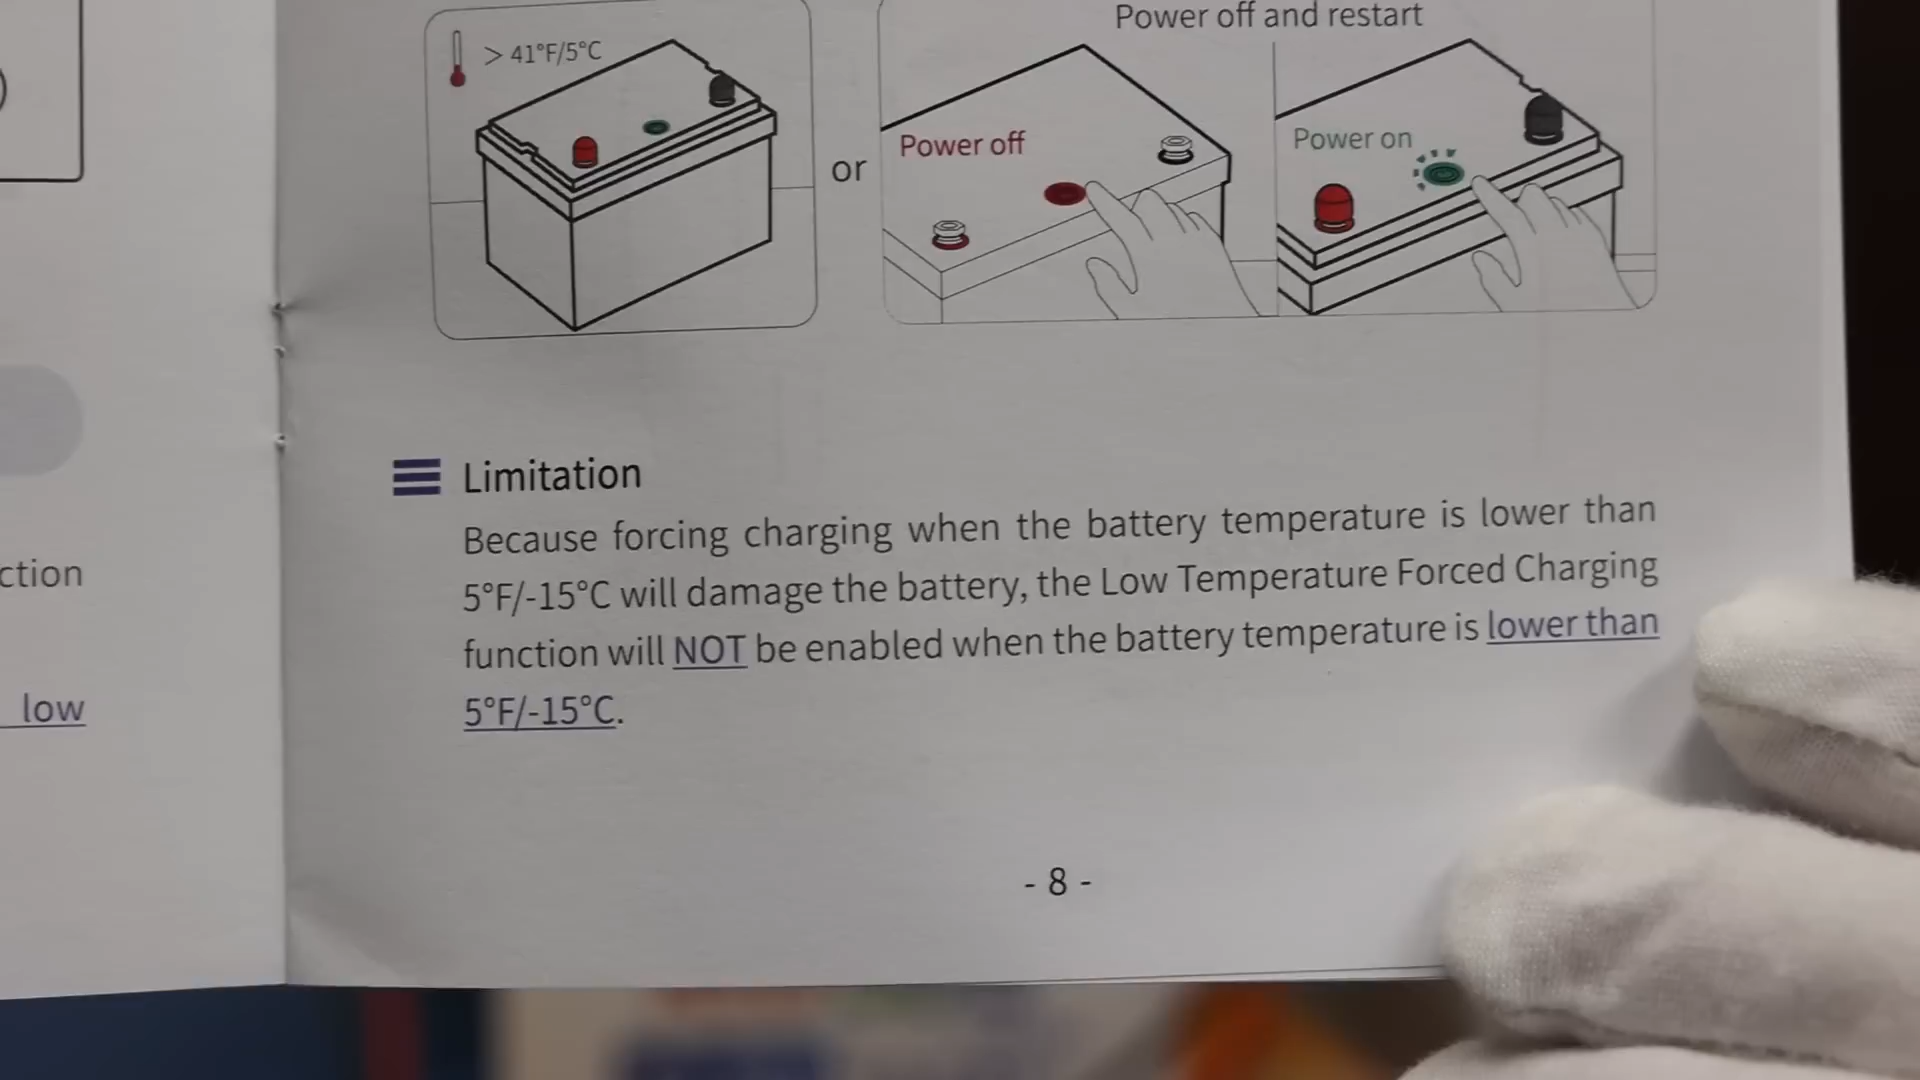 Power off and restart
> 41°F/5°C
or
Power off
Power on
Limitation
Because forcing charging when the battery temperature is lower than
5°F/-15°C will damage the battery, the Low Temperature Forced Charging
function will NOT be enabled when the battery temperature is lower than
5°F/-15°C.
ction
low
- 8 -